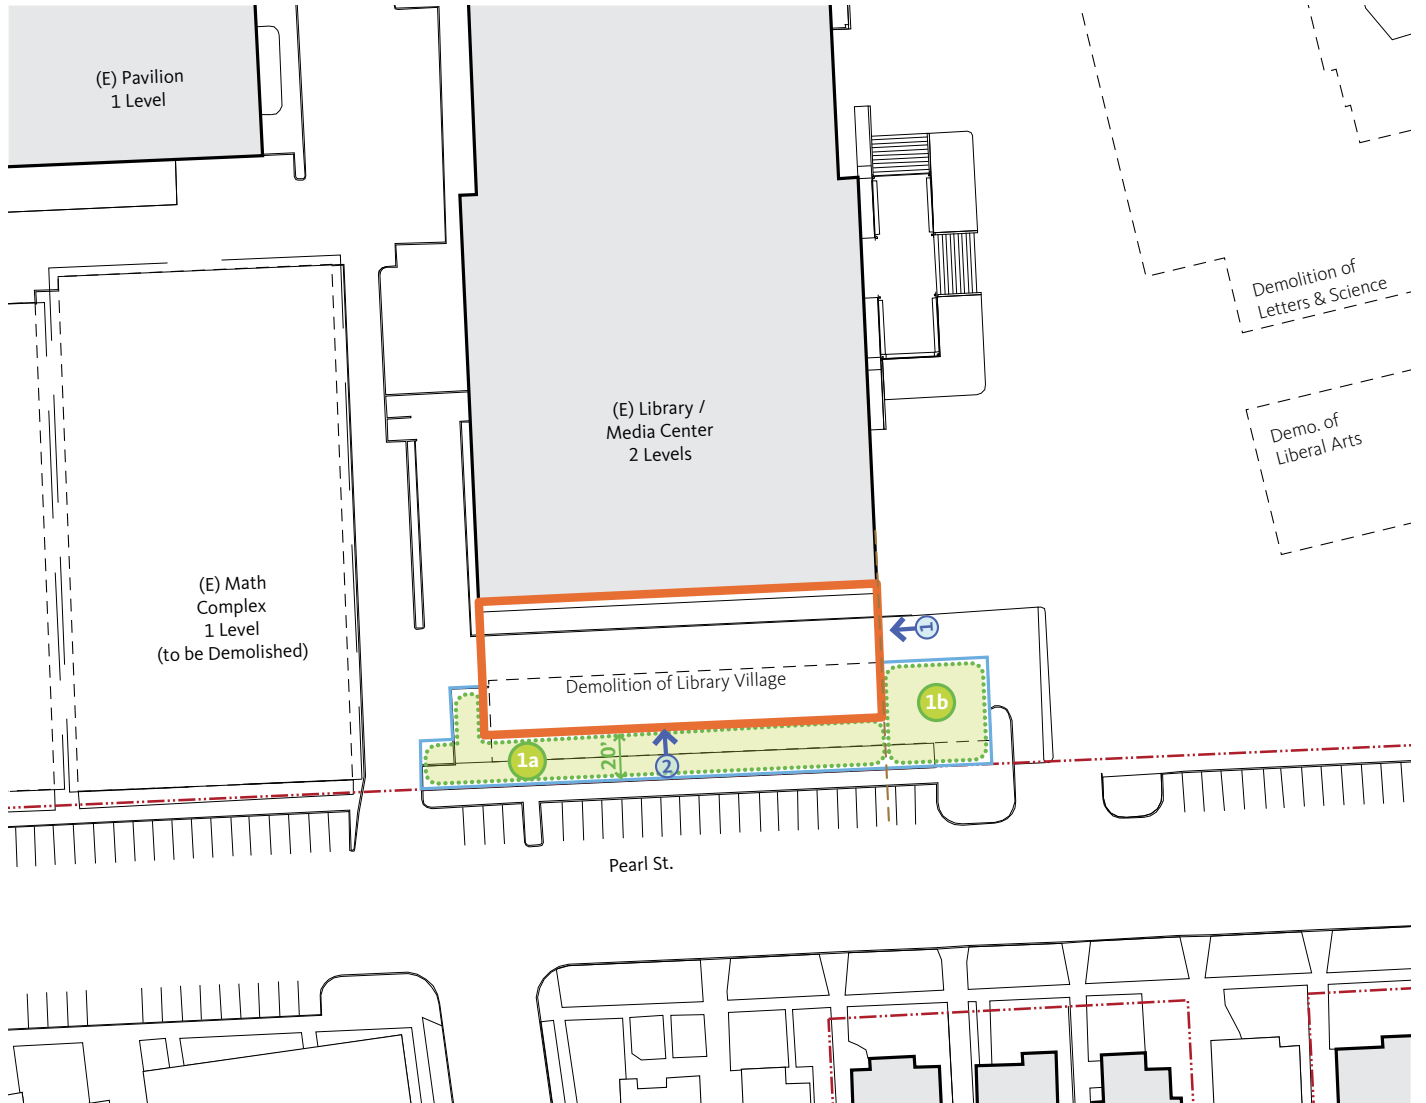 (E) Pavilion
1 Level
Demolition of
Letters & Science
(E) Library /
Media Center
2 Levels
Demo. of
Liberal Arts
(E) Math
Complex
1 Level
(to be Demolished)
1
Demolition of Library Village
1b
1a
20'
2
Pearl St.